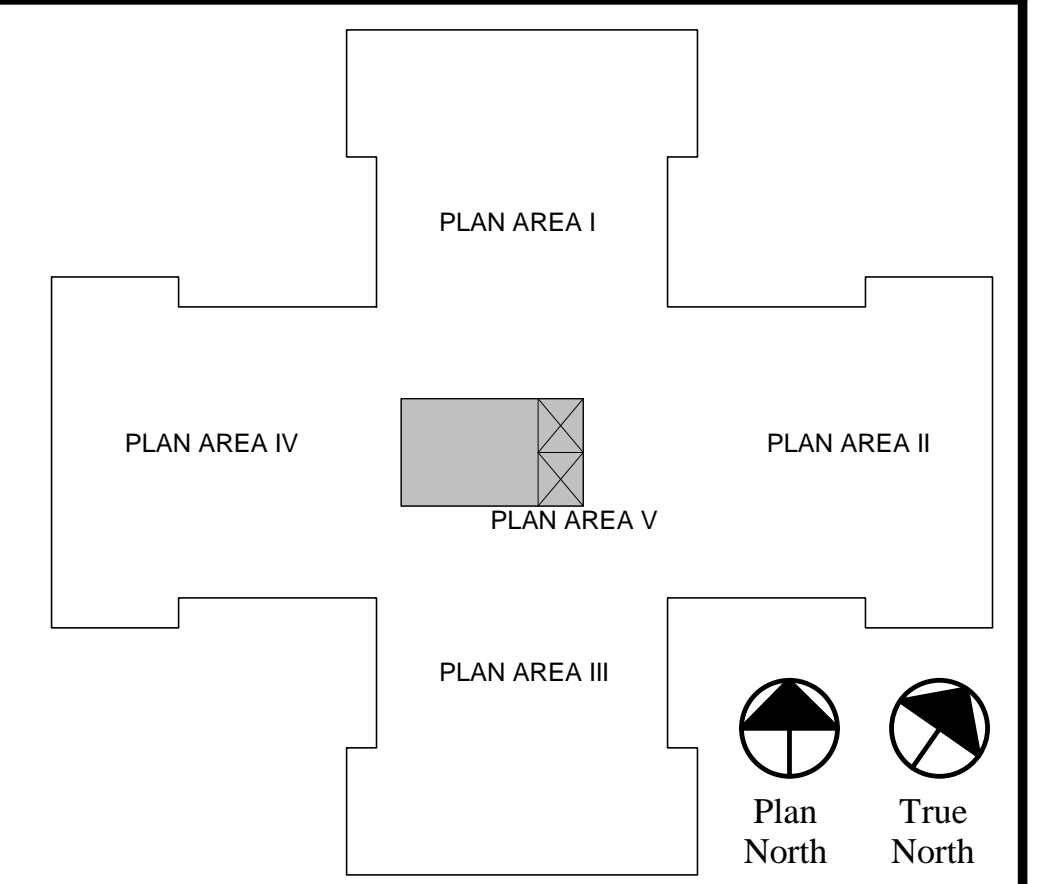 PLAN AREA I
PLAN AREA IV
PLAN AREA II
PLAN AREA V
PLAN AREA III
Plan
North
True
North